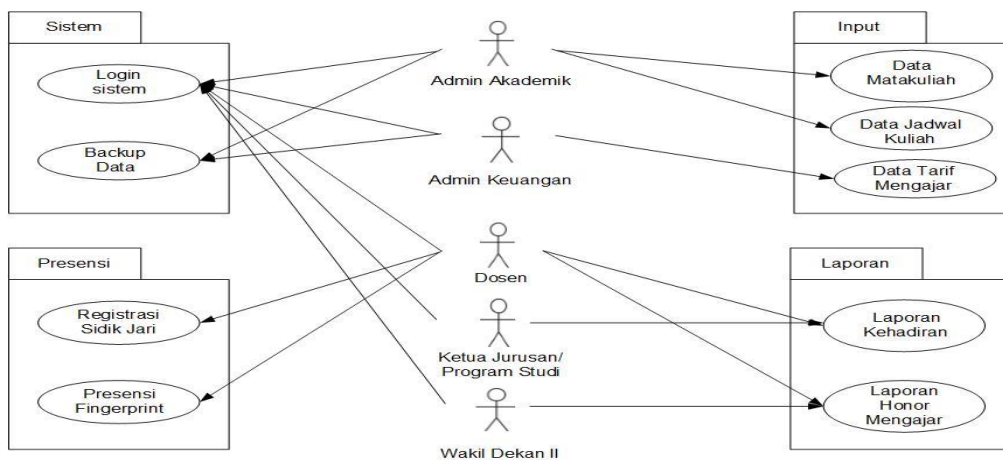 Sistem
Login
sistem
Backup
Data
Admin Akademik
Admin Keuangan
Input
Data
Matakuliah
Data Jadwal
Kuliah
Data Tarif
Mengajar
Presensi
Registrasi
Sidik Jari
Presensi
Fingerprint
Dosen
Ketua Jurusan/
Program Studi
Wakil Dekan II
Laporan
Laporan
Kehadiran
Laporan
Honor
Mengajar